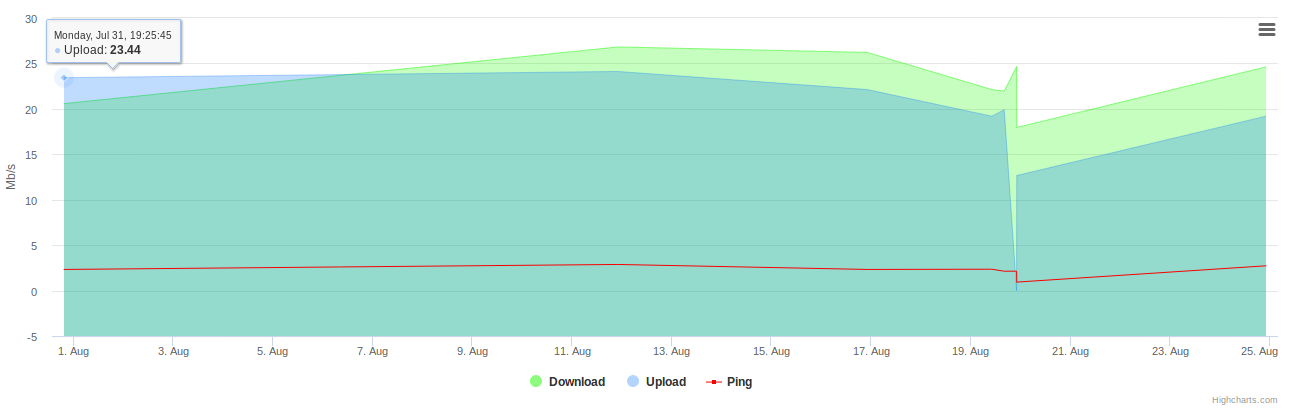 30
Monday, Jul 31, 19:25:45
Upload: 23.44
25
20
15
Mb/s
10
5
0
-5
1. Aug 3. Aug 5. Aug 7. Aug 9. Aug 11. Aug 13. Aug 15. Aug 17. Aug 19. Aug 21. Aug 23. Aug 25. Aug
Download Upload Ping
Highcharts.com